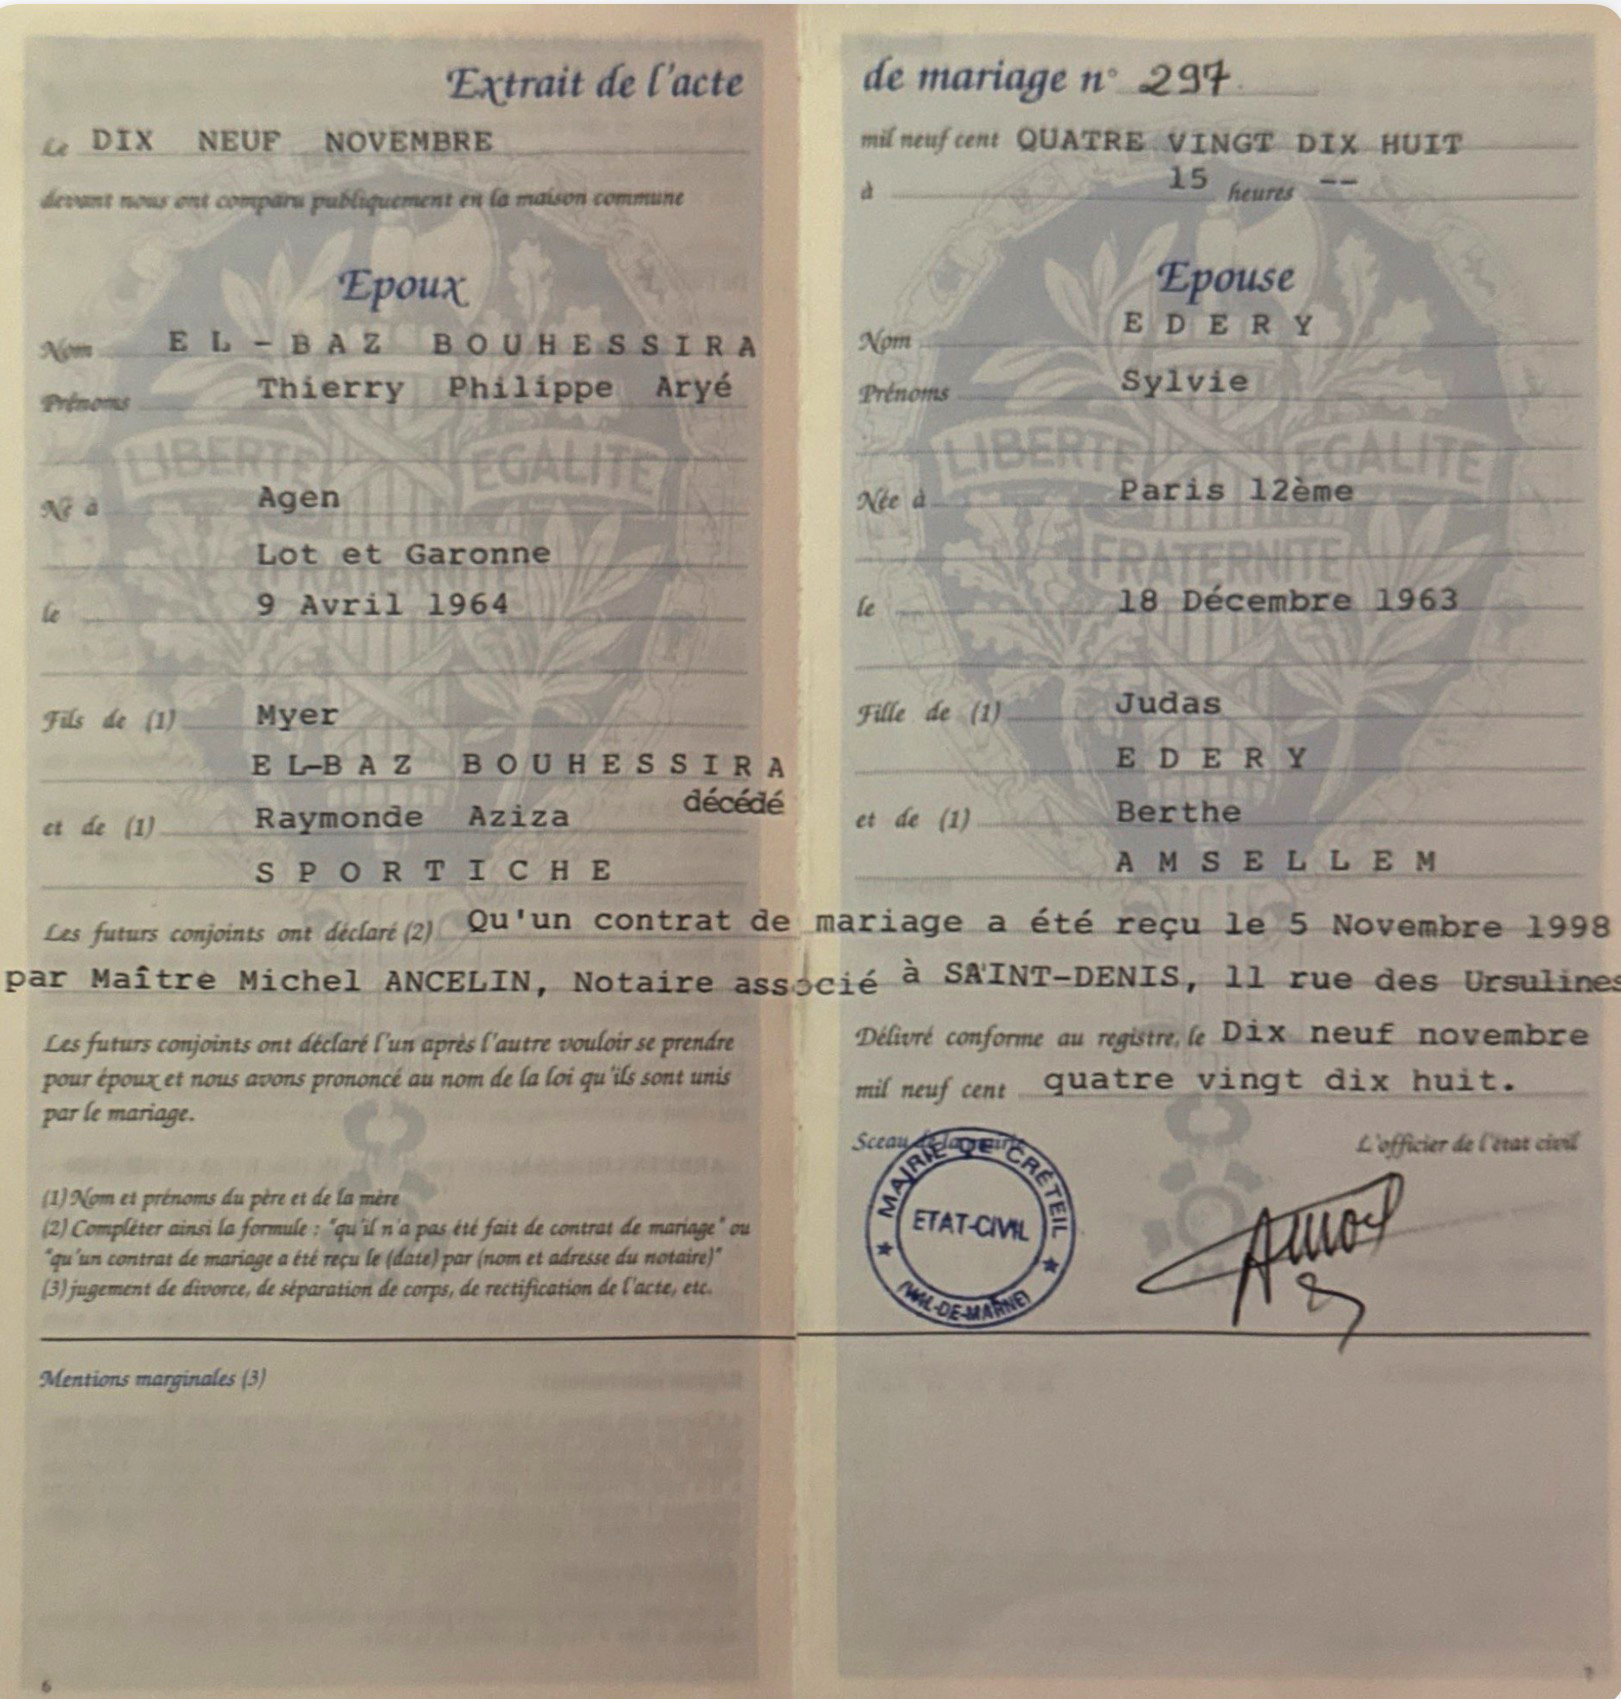 Extrait de l'acte
Le DIX NEUF NOVEMBRE
devant nous ont comparu publiquement en la maison commune
Epoux
Nom EL-BAZ BOUHESSIRA
Prénoms Thierry Philippe Aryé
LIBERTE EGALITE
Né à Agen
Lot et Garonne
FRATERNITE
le 9 Avril 1964
Fils de (1) Myer
EL-BAZ BOUHESSIRA
décédé
et de (1) Raymonde Aziza
SPORTICHE
de mariage n° 297
mil neuf cent QUATRE VINGT DIX HUIT
à 15 heures --
Epouse
Nom EDERY
Prénoms Sylvie
LIBERTE EGALITE
Née à Paris 12ème
FRATERNITE
le 18 Décembre 1963
Fille de (1) Judas
EDERY
et de (1) Berthe
AMSELLEM
Les futurs conjoints ont déclaré (2) Qu'un contrat de mariage a été reçu le 5 Novembre 1998
par Maître Michel ANCELIN, Notaire associé à SAINT-DENIS, 11 rue des Ursulines
Les futurs conjoints ont déclaré l'un après l'autre vouloir se prendre
pour époux et nous avons prononcé au nom de la loi qu'ils sont unis
par le mariage.
(1) Nom et prénoms du père et de la mère
(2) Compléter ainsi la formule : "qu'il n'a pas été fait de contrat de mariage" ou
"qu'un contrat de mariage a été reçu le (date) par (nom et adresse du notaire)"
(3) jugement de divorce, de séparation de corps, de rectification de l'acte, etc.
Délivré conforme au registre, le Dix neuf novembre
mil neuf cent quatre vingt dix huit.
Sceau de la mairie L'officier de l'état civil
MAIRIE DE CRÉTEIL
ETAT-CIVIL
(VAL-DE-MARNE)
Mentions marginales (3)
6
7